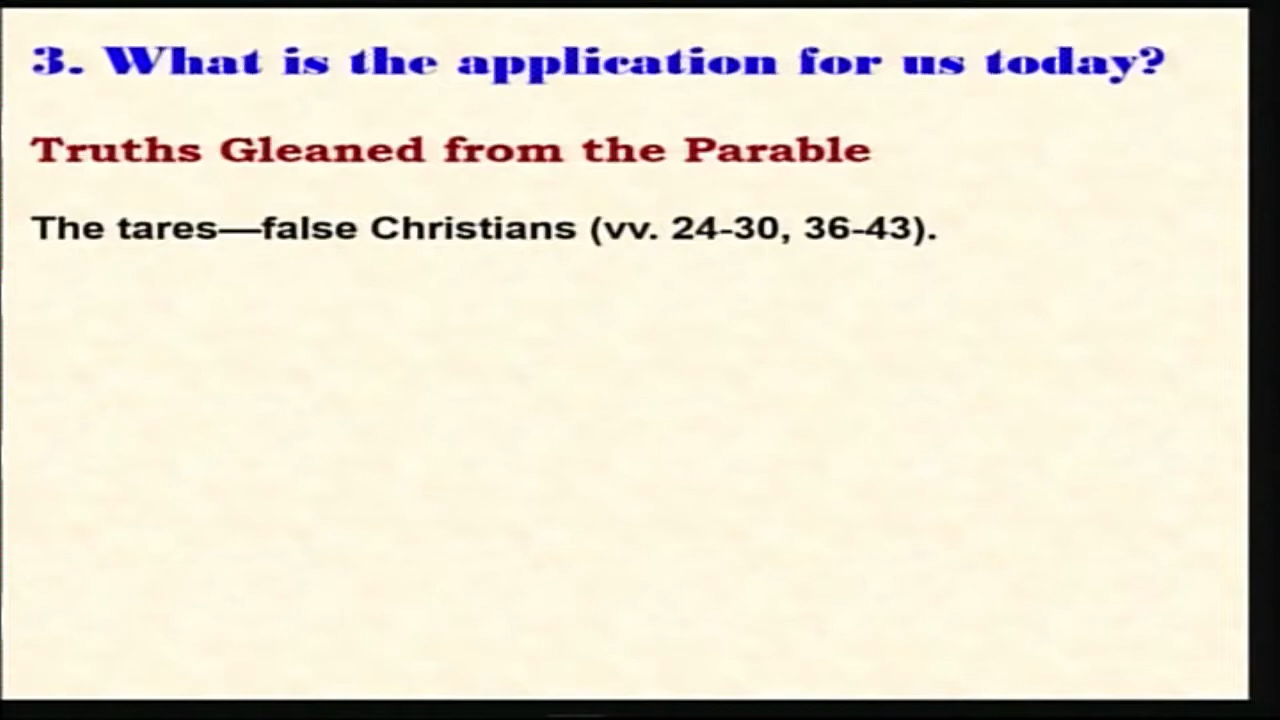 3. What is the application for us today?
Truths Gleaned from the Parable
The tares—false Christians (vv. 24-30, 36-43).